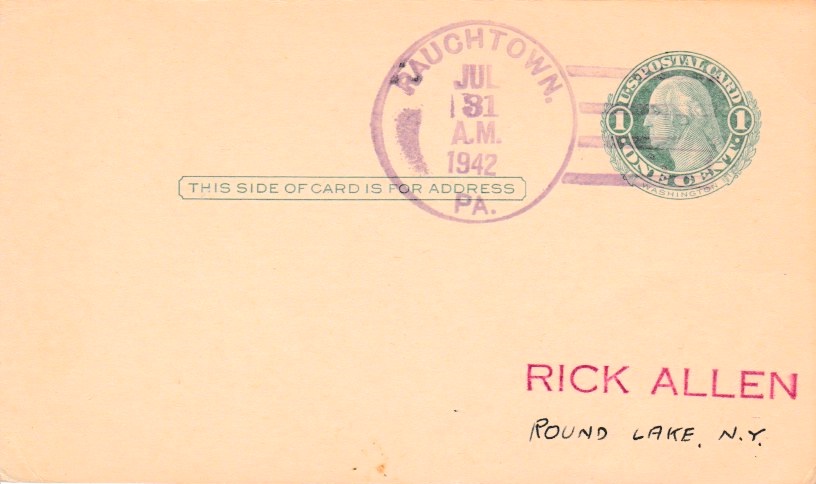 RAUCHTOWN.
JUL
31
A.M.
1942
PA.
U.S. POSTAL CARD
1 1
ONE CENT
WASHINGTON
THIS SIDE OF CARD IS FOR ADDRESS
RICK ALLEN
ROUND LAKE, N.Y.